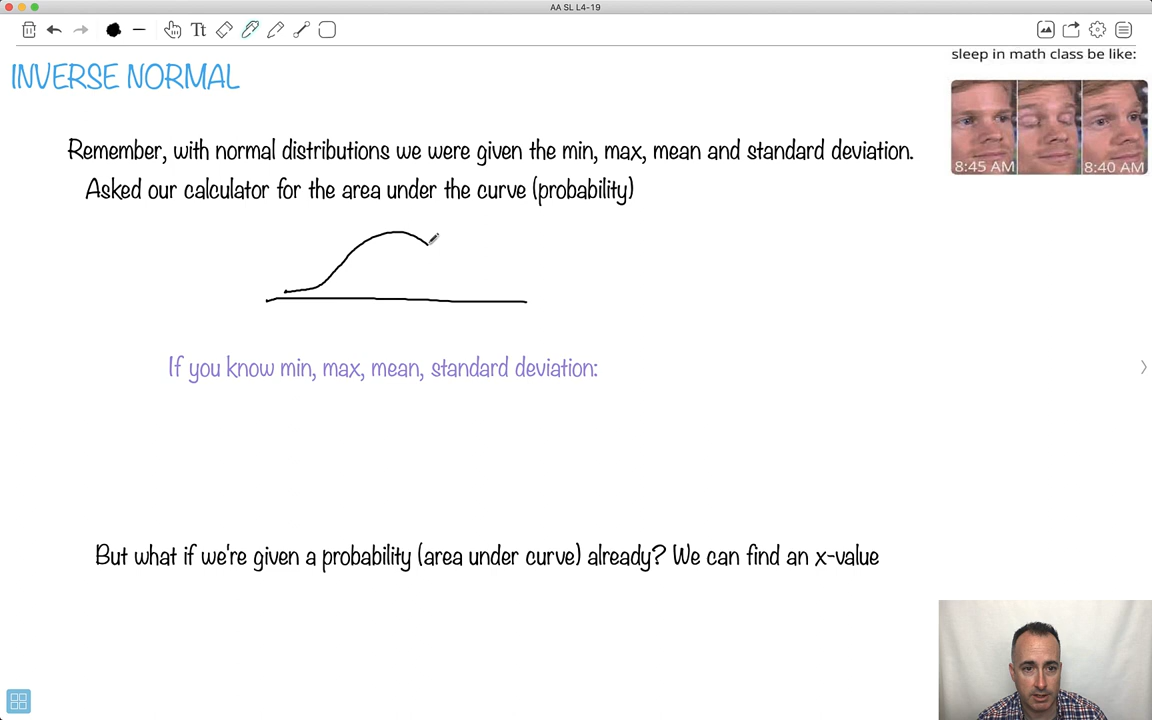 AA SL L4-19
Tt
sleep in math class be like:
INVERSE NORMAL
8:45 AM
8:40 AM
Remember, with normal distributions we were given the min, max, mean and standard deviation.
Asked our calculator for the area under the curve (probability)
If you know min, max, mean, standard deviation:
But what if we're given a probability (area under curve) already? We can find an x-value